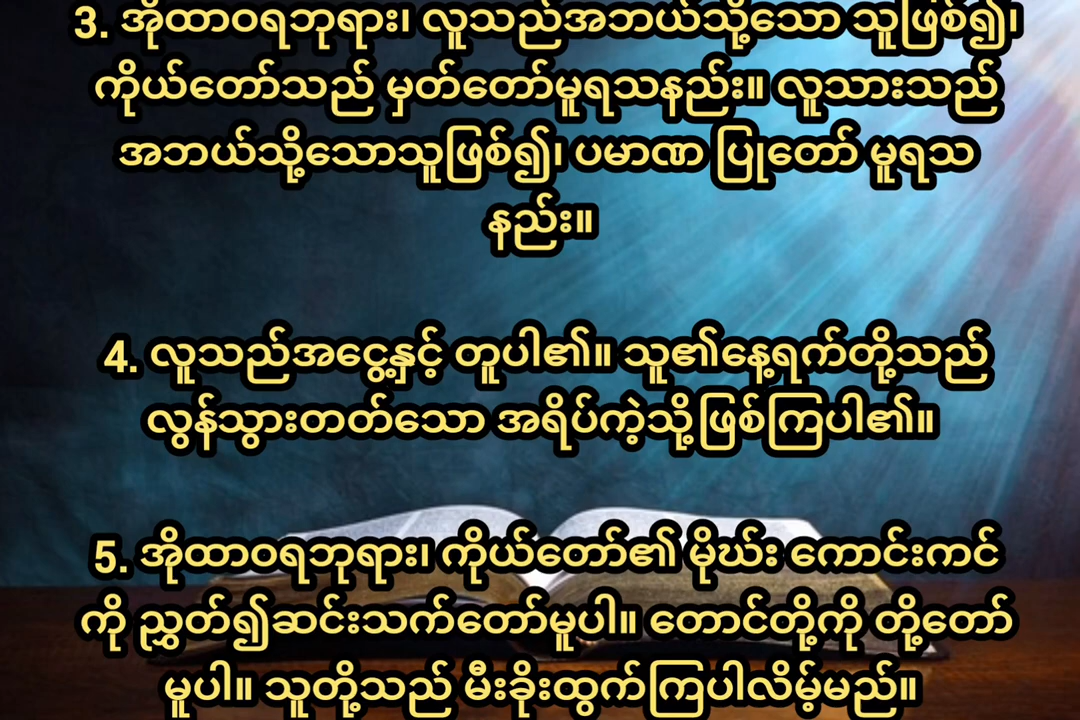 3. အိုထာဝရဘုရား၊ လူသည်အဘယ်သို့သော သူဖြစ်၍၊
ကိုယ်တော်သည် မှတ်တော်မူရသနည်း။ လူသားသည်
အဘယ်သို့သောသူဖြစ်၍၊ ပမာဏ ပြုတော် မူရသ
နည်း။
4. လူသည်အငွေ့နှင့် တူပါ၏။ သူ၏နေ့ရက်တို့သည်
လွန်သွားတတ်သော အရိပ်ကဲ့သို့ဖြစ်ကြပါ၏။
5. အိုထာဝရဘုရား၊ ကိုယ်တော်၏ မိုဃ်း ကောင်းကင်
ကို ညွှတ်၍ဆင်းသက်တော်မူပါ။ တောင်တို့ကို တို့တော်
မူပါ။ သူတို့သည် မီးခိုးထွက်ကြပါလိမ့်မည်။